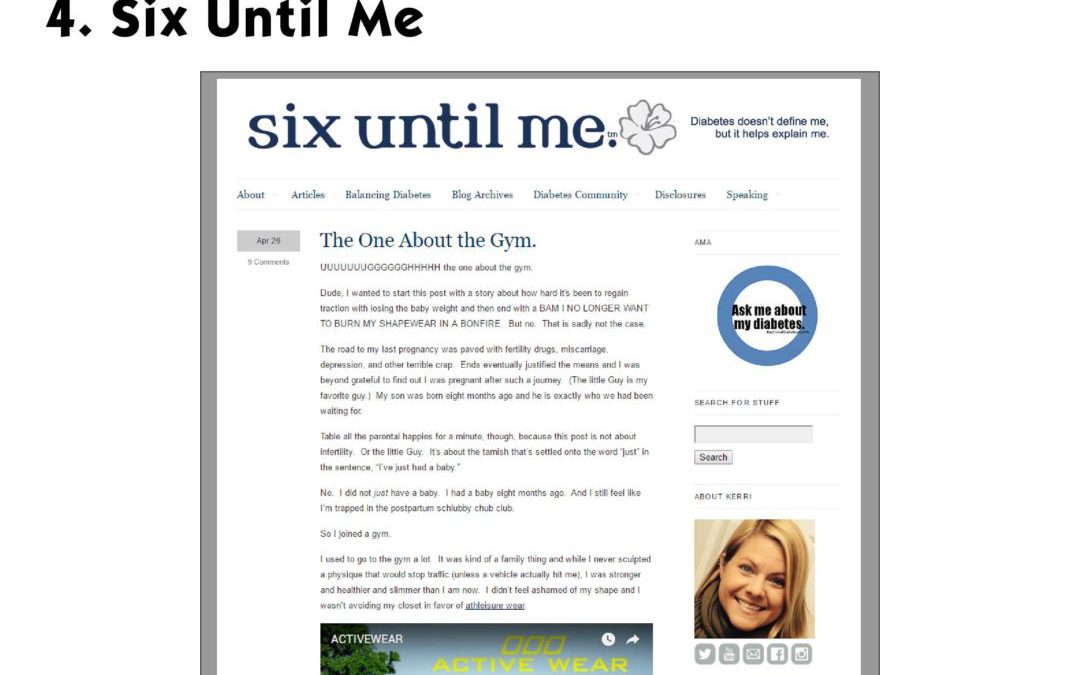 4. Six Until Me
six until me.™
Diabetes doesn't define me,
but it helps explain me.
About Articles Balancing Diabetes Blog Archives Diabetes Community Disclosures Speaking
Apr 28
9 Comments
The One About the Gym.
UUUUUUUGGGGGGHHHHH the one about the gym.
Dude, I wanted to start this post with a story about how hard it's been to regain
traction with losing the baby weight and then end with a BAM I NO LONGER WANT
TO BURN MY SHAPEWEAR IN A BONFIRE. But no. That is sadly not the case.
The road to my last pregnancy was paved with fertility drugs, miscarriage,
depression, and other terrible crap. Ends eventually justified the means and I was
beyond grateful to find out I was pregnant after such a journey. (The little Guy is my
favorite guy.) My son was born eight months ago and he is exactly who we had been
waiting for.
Table all the parental happies for a minute, though, because this post is not about
infertility. Or the little Guy. It's about the tarnish that's settled onto the word "just" in
the sentence, "I've just had a baby."
No. I did not just have a baby. I had a baby eight months ago. And I still feel like
I'm trapped in the postpartum schlubby chub club.
So I joined a gym.
I used to go to the gym a lot. It was kind of a family thing and while I never sculpted
a physique that would stop traffic (unless a vehicle actually hit me), I was stronger
and healthier and slimmer than I am now. I didn't feel ashamed of my shape and I
wasn't avoiding my closet in favor of athleisure wear.
ACTIVEWEAR
ACTIVE WEAR
AMA
Ask me about
my diabetes.
SEARCH FOR STUFF
Search
ABOUT KERRI